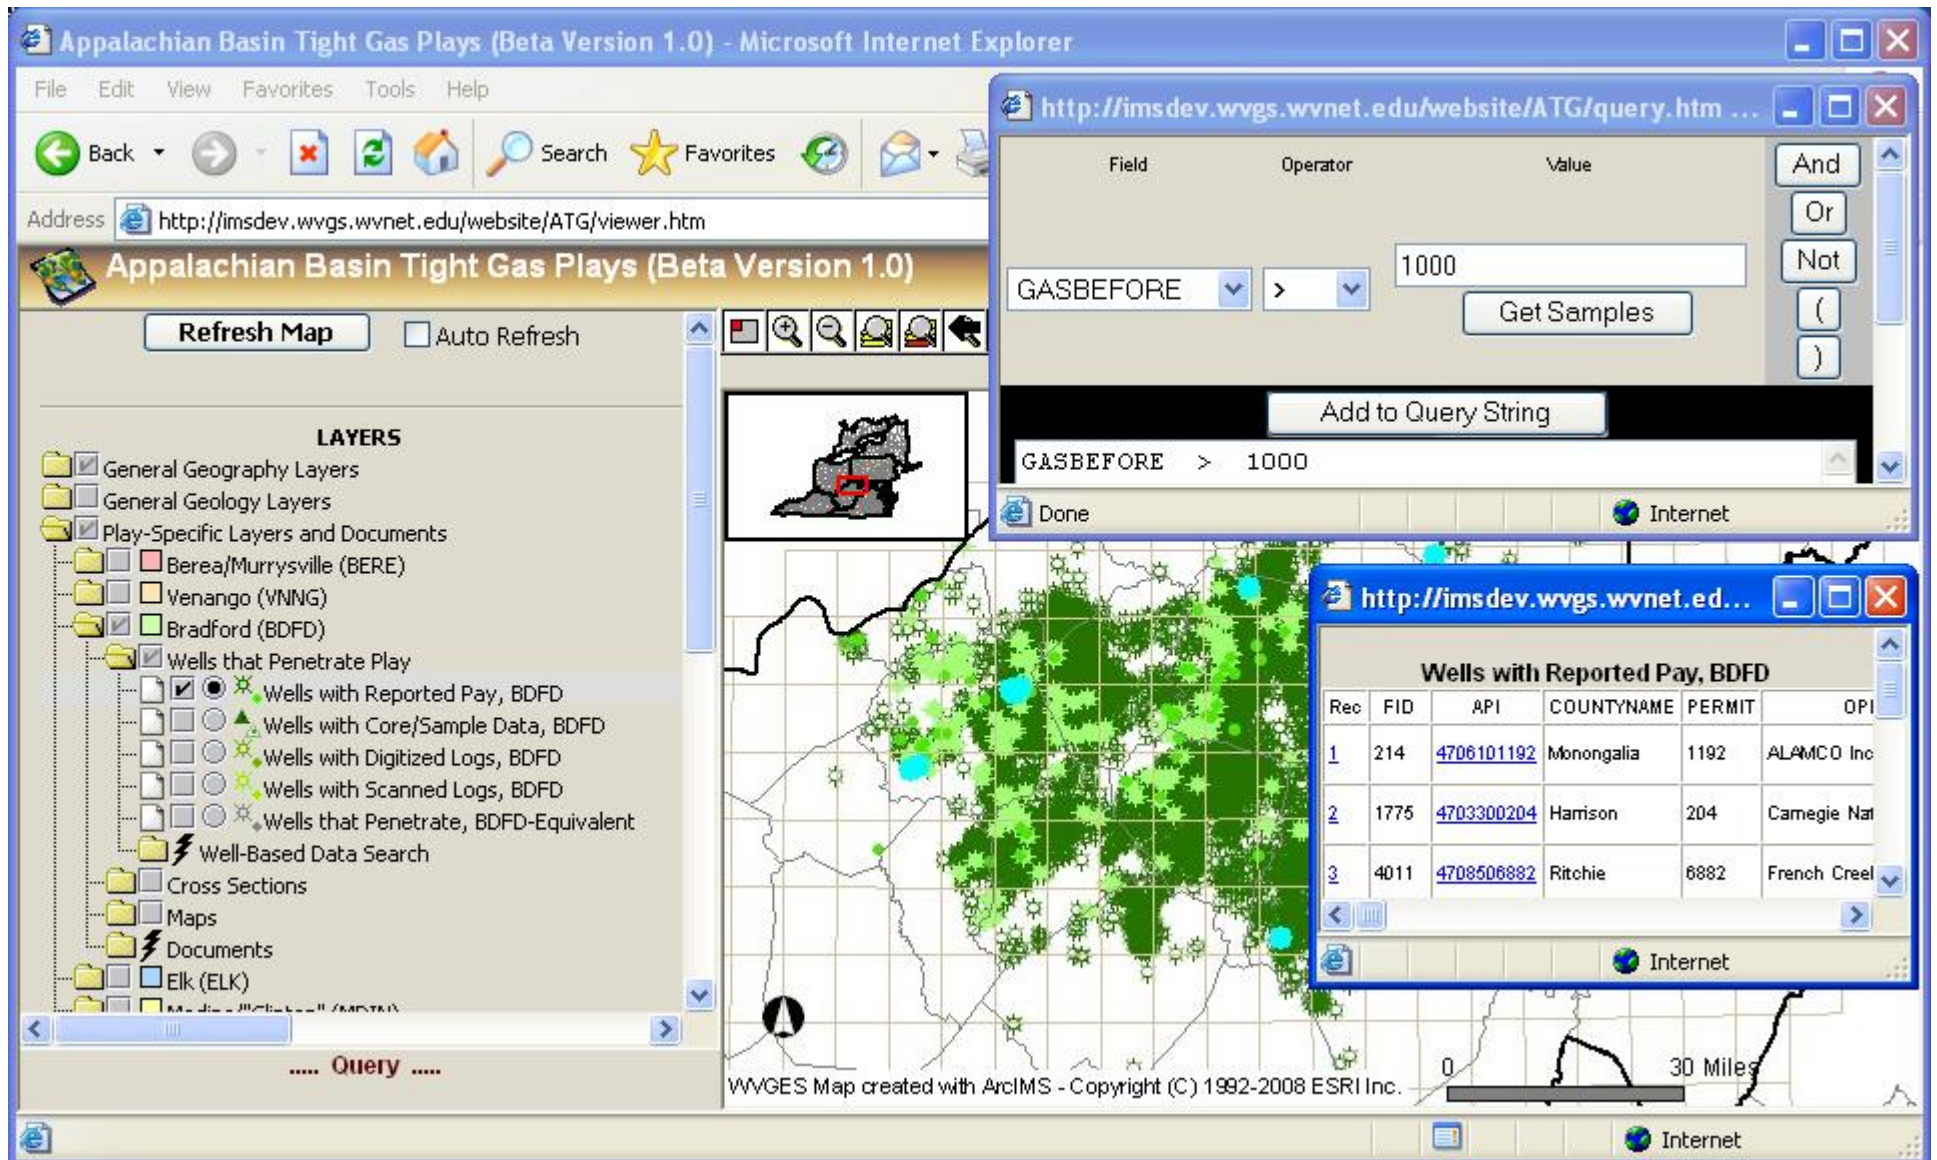 Appalachian Basin Tight Gas Plays (Beta Version 1.0) - Microsoft Internet Explorer
File Edit View Favorites Tools Help
Back Search Favorites
Address http://imsdev.wvgs.wvnet.edu/website/ATG/viewer.htm
Appalachian Basin Tight Gas Plays (Beta Version 1.0)
Refresh Map Auto Refresh
LAYERS
General Geography Layers
General Geology Layers
Play-Specific Layers and Documents
Berea/Murrysville (BERE)
Venango (VNNG)
Bradford (BDFD)
Wells that Penetrate Play
Wells with Reported Pay, BDFD
Wells with Core/Sample Data, BDFD
Wells with Digitized Logs, BDFD
Wells with Scanned Logs, BDFD
Wells that Penetrate, BDFD-Equivalent
Well-Based Data Search
Cross Sections
Maps
Documents
Elk (ELK)
Medina/"Clinton" (MDIN)
..... Query .....
http://imsdev.wvgs.wvnet.edu/website/ATG/query.htm ...
Field Operator Value
GASBEFORE > 1000
Get Samples
And
Or
Not
(
)
Add to Query String
GASBEFORE > 1000
Done Internet
http://imsdev.wvgs.wvnet.ed...
Wells with Reported Pay, BDFD
Rec FID API COUNTYNAME PERMIT OPI
1 214 4706101192 Monongalia 1192 ALAMCO Inc
2 1775 4703300204 Harrison 204 Carnegie Nat
3 4011 4708506882 Ritchie 6882 French Creel
Internet
0 30 Miles
WVGES Map created with ArcIMS - Copyright (C) 1992-2008 ESRI Inc.
Internet